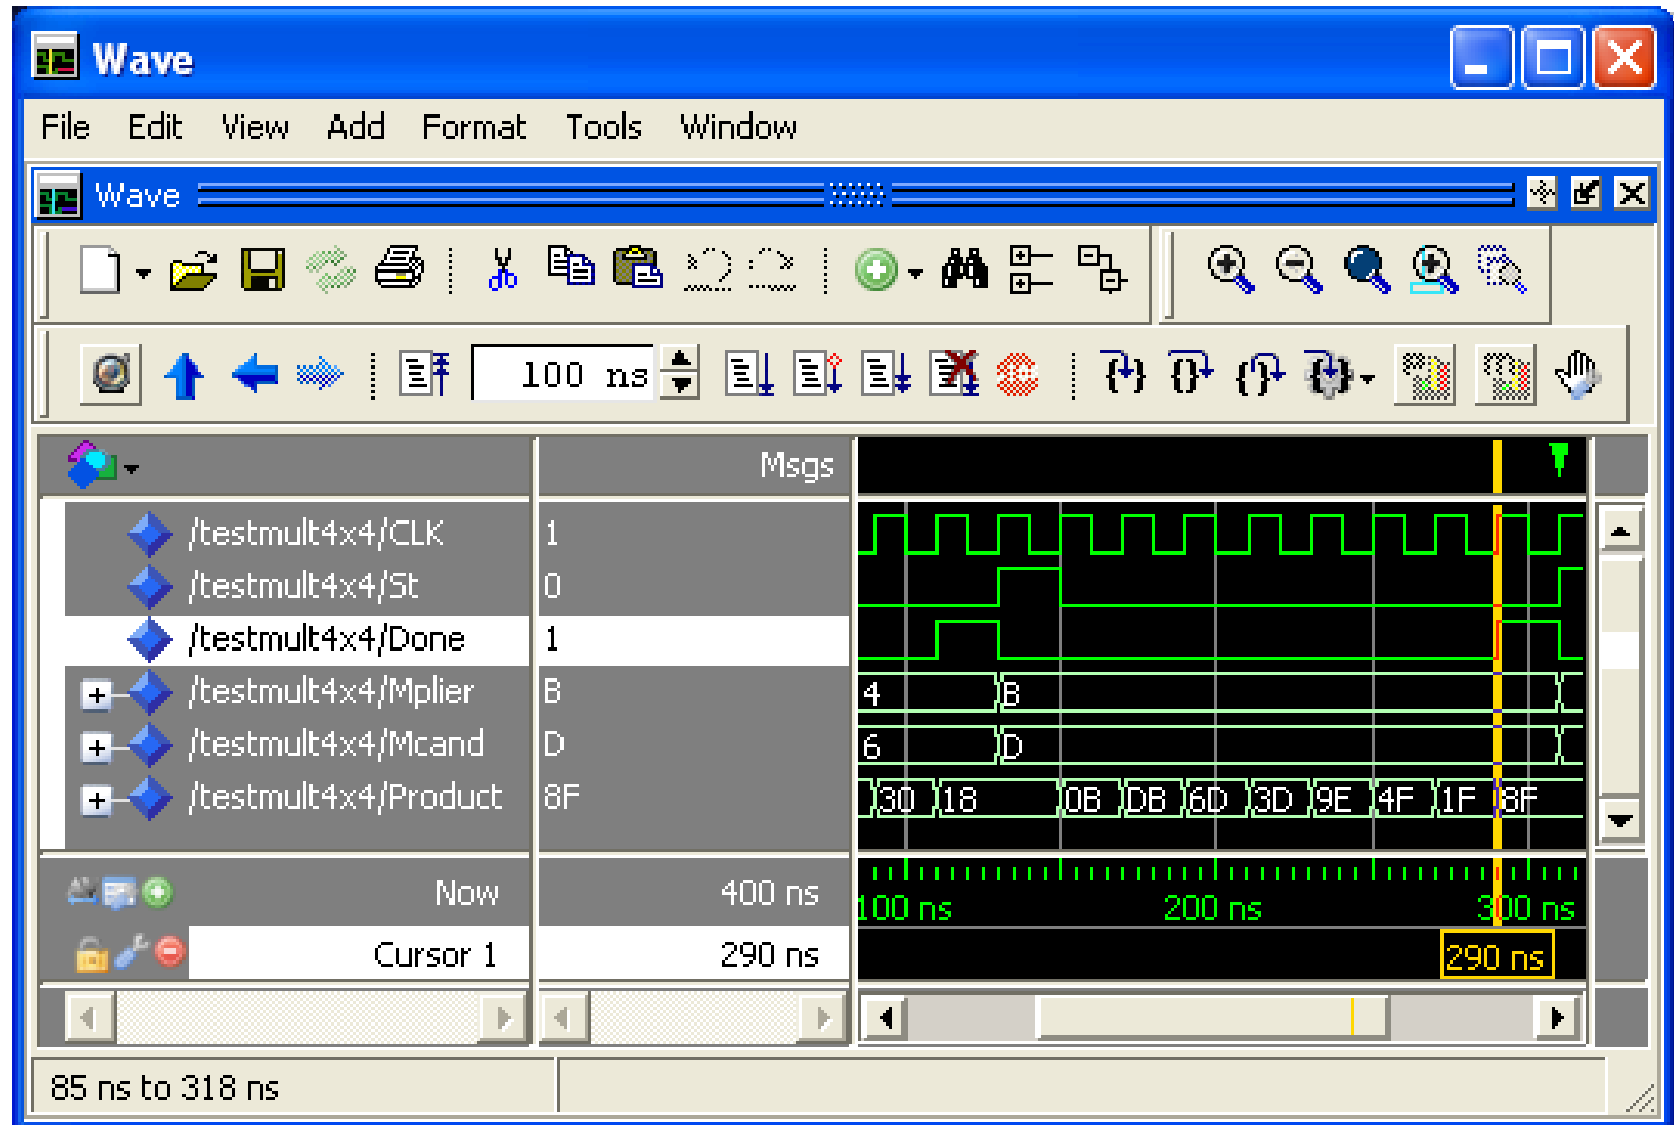 Wave
File Edit View Add Format Tools Window
Wave
100 ns
Msgs
/testmult4x4/CLK 1
/testmult4x4/St 0
/testmult4x4/Done 1
/testmult4x4/Mplier B 4 B
/testmult4x4/Mcand D 6 D
/testmult4x4/Product 8F 30 18 0B DB 6D 3D 9E 4F 1F 8F
Now 400 ns 100 ns 200 ns 300 ns
Cursor 1 290 ns 290 ns
85 ns to 318 ns